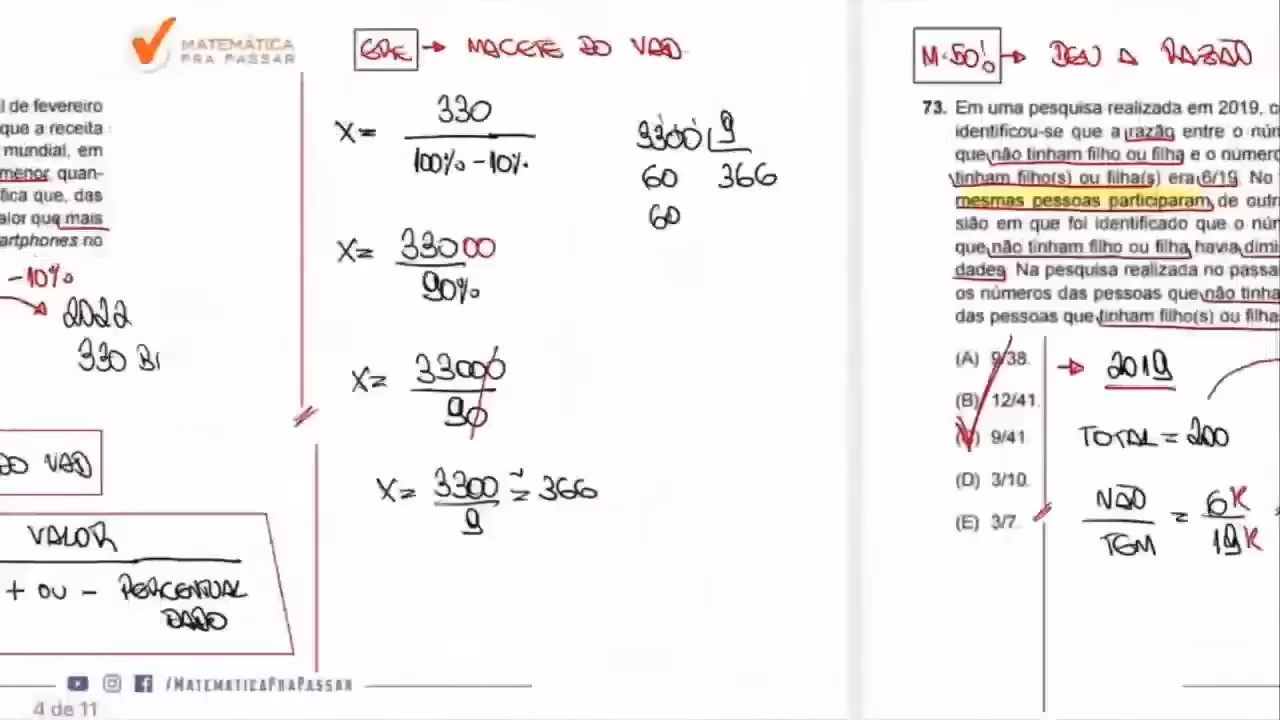 MATEMÁTICA
PRA PASSAR
l de fevereiro
que a receita
mundial, em
menor, quan-
fica que, das
alor que mais
artphones no
-10%
2022
330 BI
DO VAD
VALOR
+ OU - PERCENTUAL
DADO
GPE → MACETE DO VAD
X= 330
100% -10%
3300 9
60 366
60
X= 33000
90%
X= 33000
90
X= 3300 ≅ 366
9
/MATEMATICAPRAPASSAR
4 de 11
M.50% → DEU A RAZÃO
73. Em uma pesquisa realizada em 2019, c
identificou-se que a razão entre o núm
que não tinham filho ou filha e o número
tinham filho(s) ou filha(s) era 6/19. No
mesmas pessoas participaram, de outr
sião em que foi identificado que o núm
que não tinham filho ou filha, havia dimi
dades. Na pesquisa realizada no passa
os números das pessoas que não tinha
das pessoas que tinham filho(s) ou filha
(A) 9/38.
(B) 12/41.
9/41
(D) 3/10.
(E) 3/7.
→ 2019
TOTAL = 200
NÃO = 6K
TEM 19K